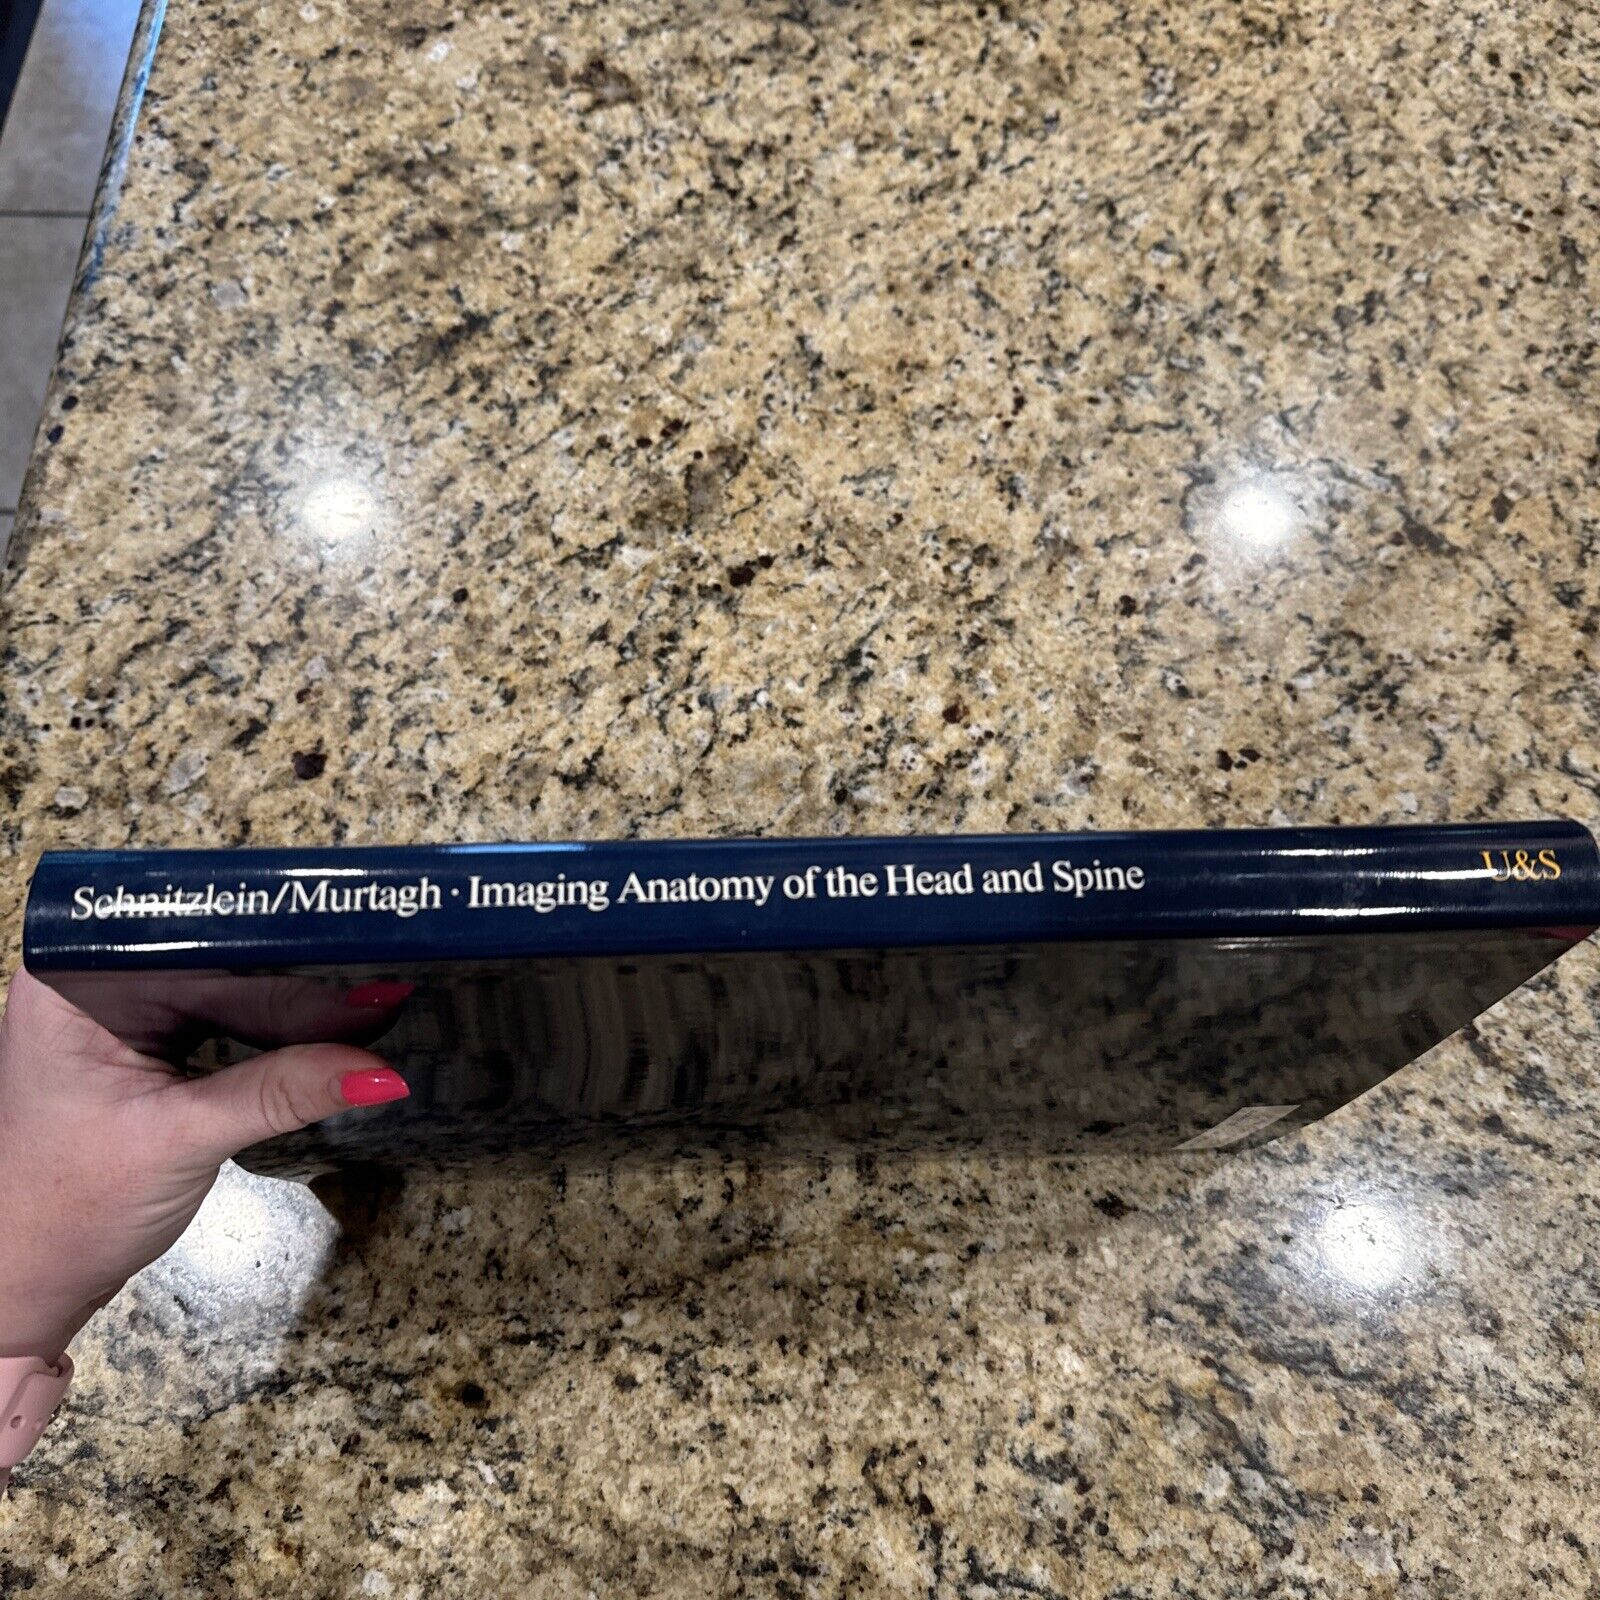 Schnitzlein/Murtagh · Imaging Anatomy of the Head and Spine U&S